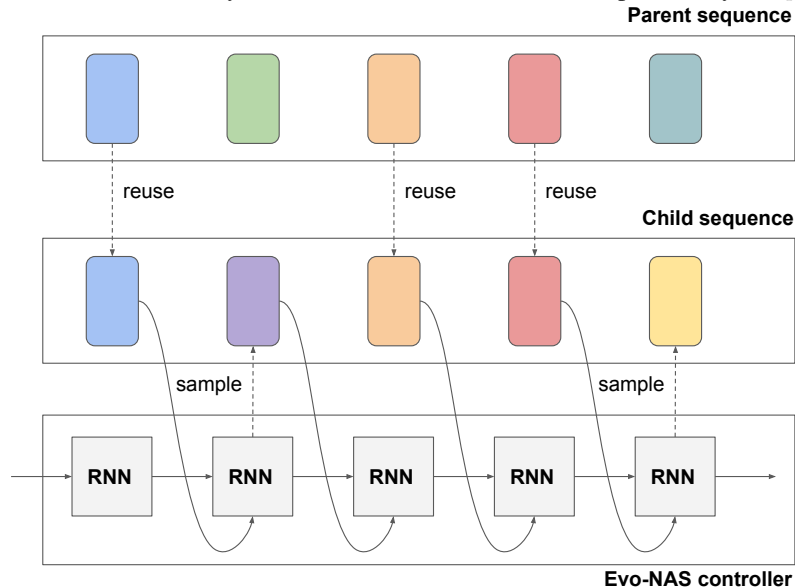 Parent sequence
reuse
reuse
reuse
Child sequence
sample
sample
RNN
RNN
RNN
RNN
RNN
Evo-NAS controller